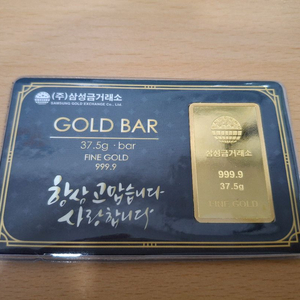 (주)삼성금거래소
SAMSUNG GOLD EXCHANGE Co., Ltd
GOLD BAR
37.5g · bar
FINE GOLD
999.9
항상 고맙습니다
사랑합니다
삼성금거래소
999.9
37.5g
FINE GOLD